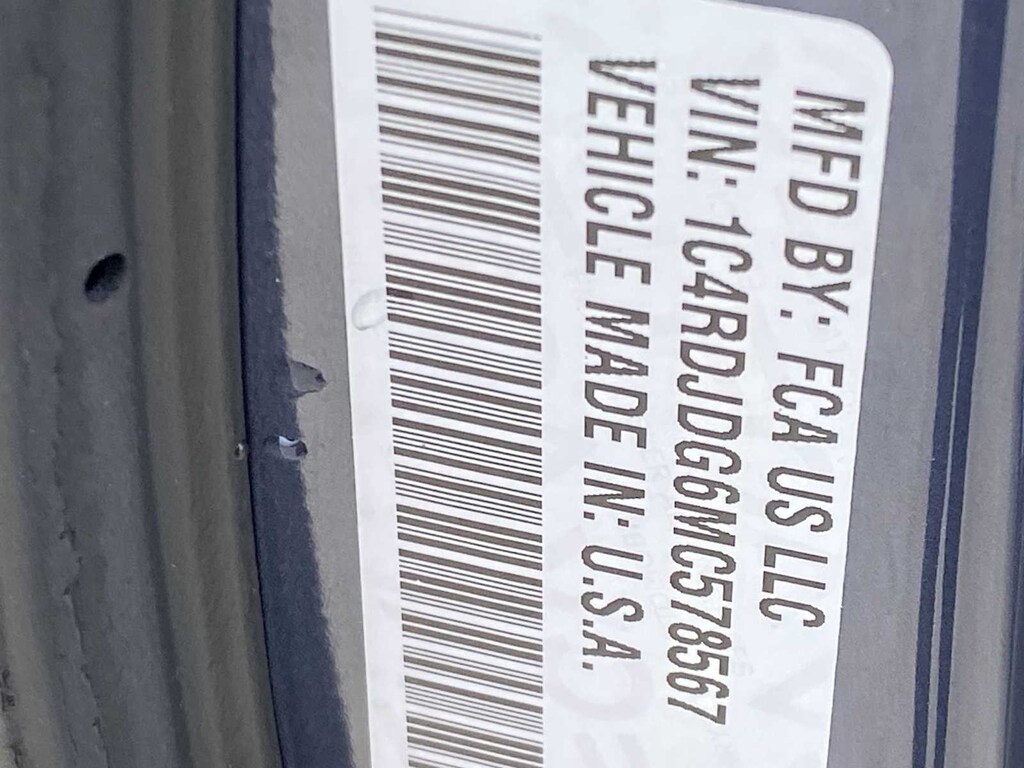 MFD BY: FCA US LLC
VIN: 1C4RDJDG6MC578567
VEHICLE MADE IN: U.S.A.